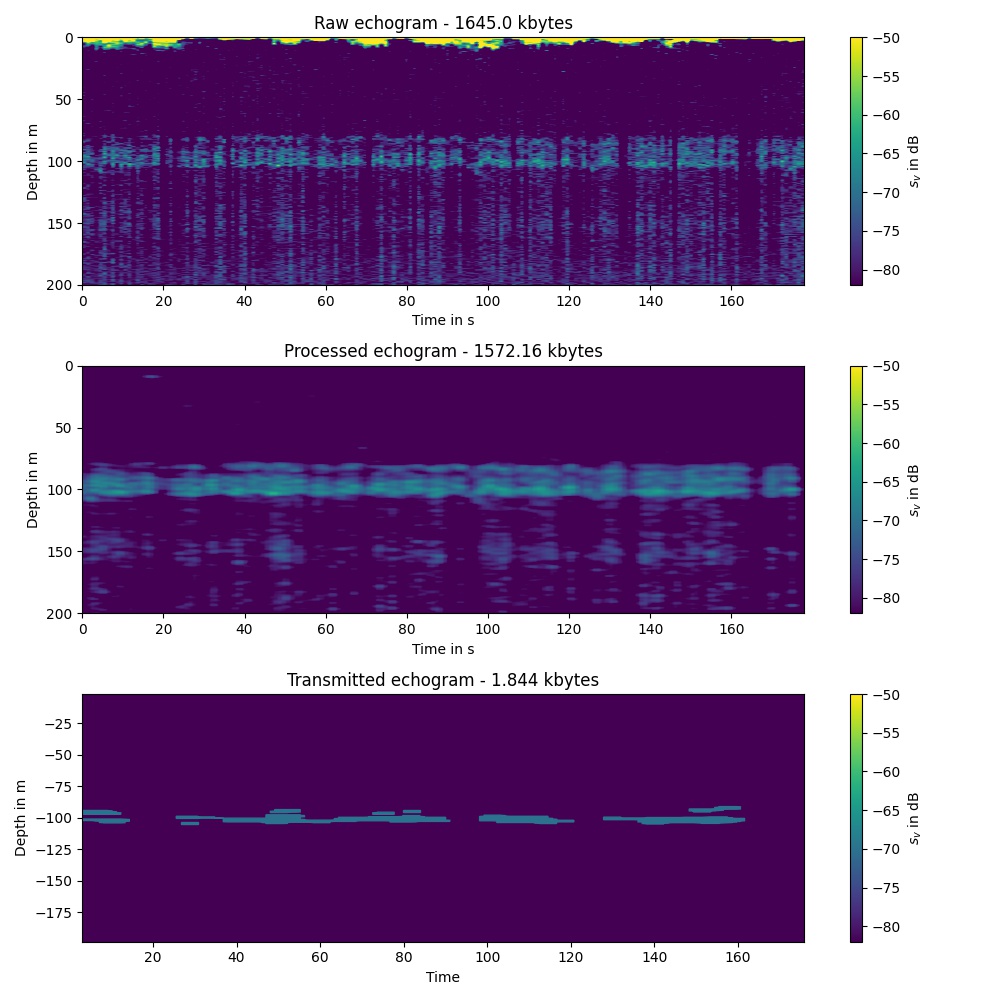 Raw echogram - 1645.0 kbytes
0
50
100
150
200
Depth in m
0 20 40 60 80 100 120 140 160
Time in s
−50
−55
−60
−65
−70
−75
−80
sv in dB
Processed echogram - 1572.16 kbytes
0
50
100
150
200
Depth in m
0 20 40 60 80 100 120 140 160
Time in s
−50
−55
−60
−65
−70
−75
−80
sv in dB
Transmitted echogram - 1.844 kbytes
−25
−50
−75
−100
−125
−150
−175
Depth in m
20 40 60 80 100 120 140 160
Time
−50
−55
−60
−65
−70
−75
−80
sv in dB